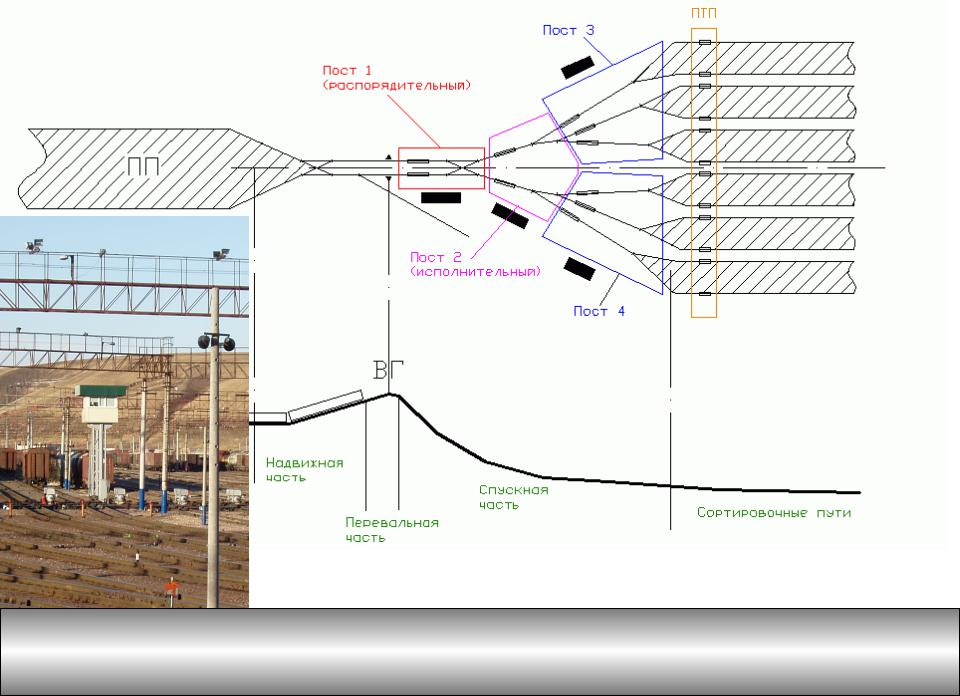 ПТП
Пост 3
Пост 1
(распорядительный)
ПП
Пост 2
(исполнительный)
Пост 4
ВГ
Надвижная
часть
Спускная
часть
Перевальная
часть
Сортировочные пути